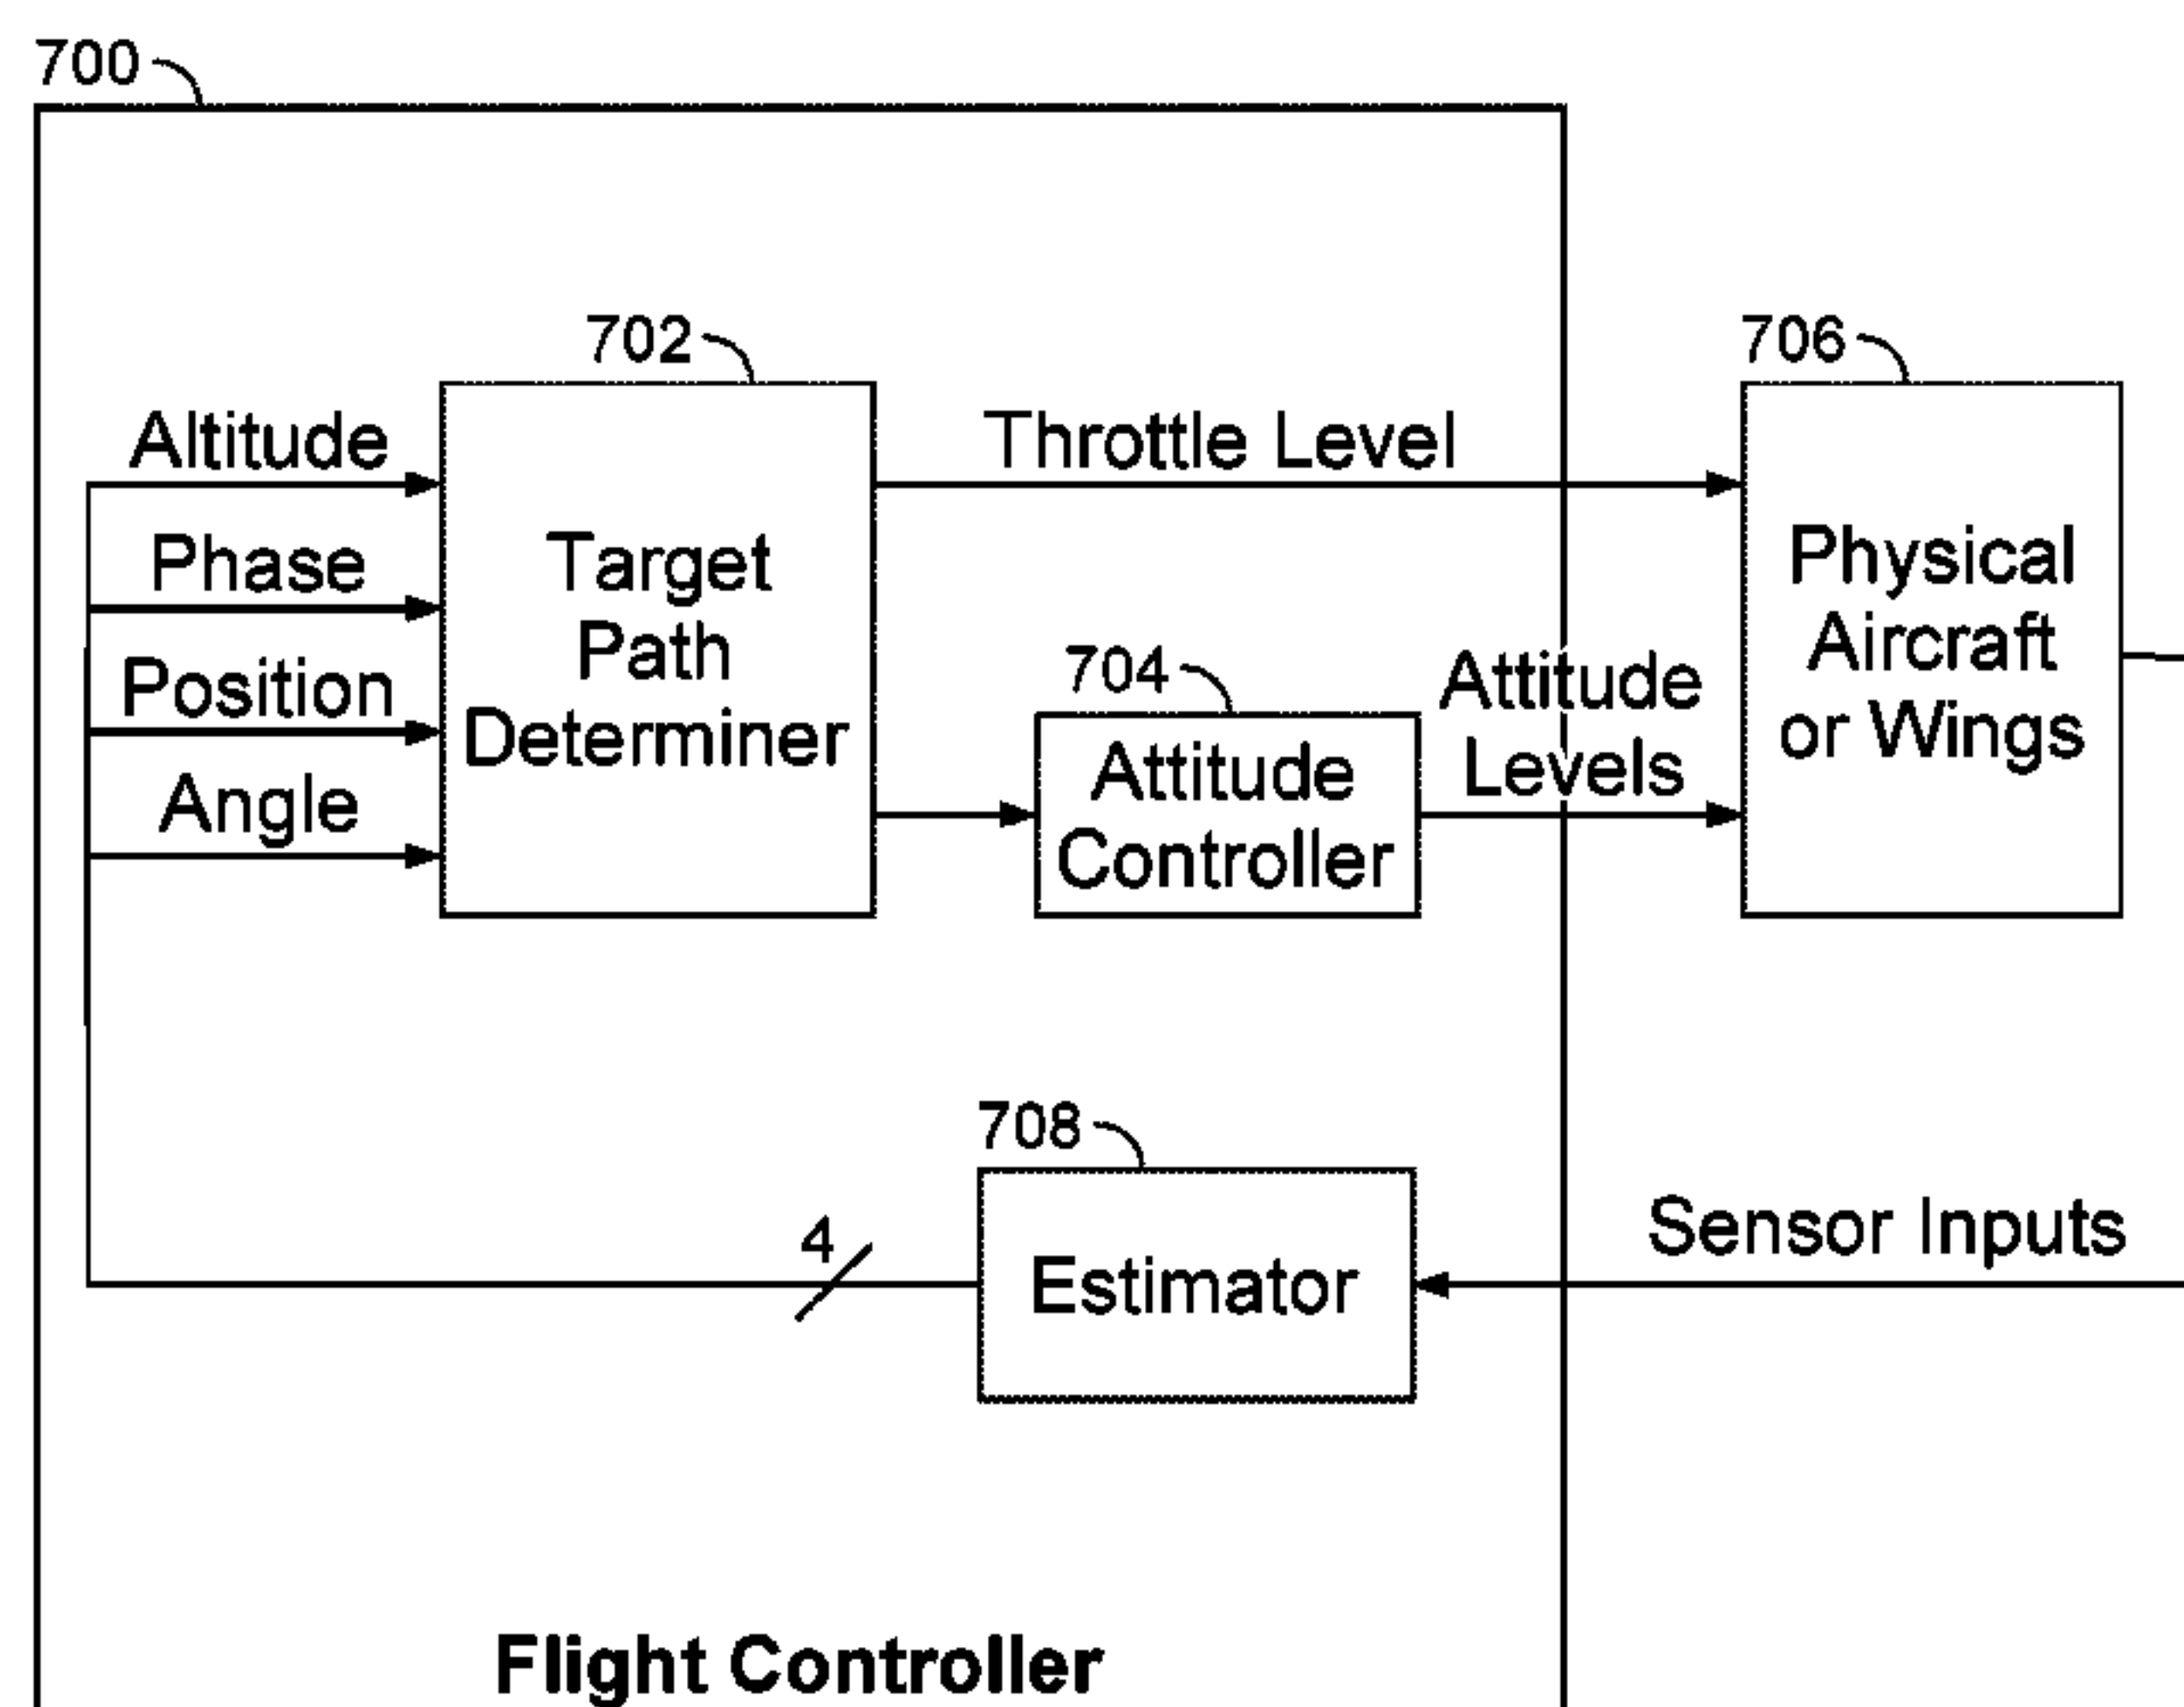 700
702
706
Altitude
Throttle Level
Phase
Target
Path
Determiner
Physical
Aircraft
or Wings
Position
704
Attitude
Levels
Angle
Attitude
Controller
708
4
Estimator
Sensor Inputs
Flight Controller